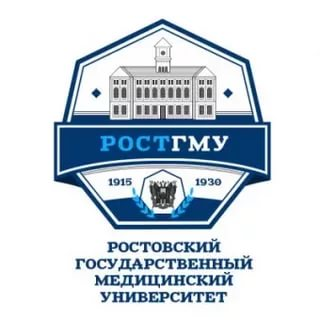 РОСТГМУ
1915 1930
РОСТОВСКИЙ
ГОСУДАРСТВЕННЫЙ
МЕДИЦИНСКИЙ
УНИВЕРСИТЕТ